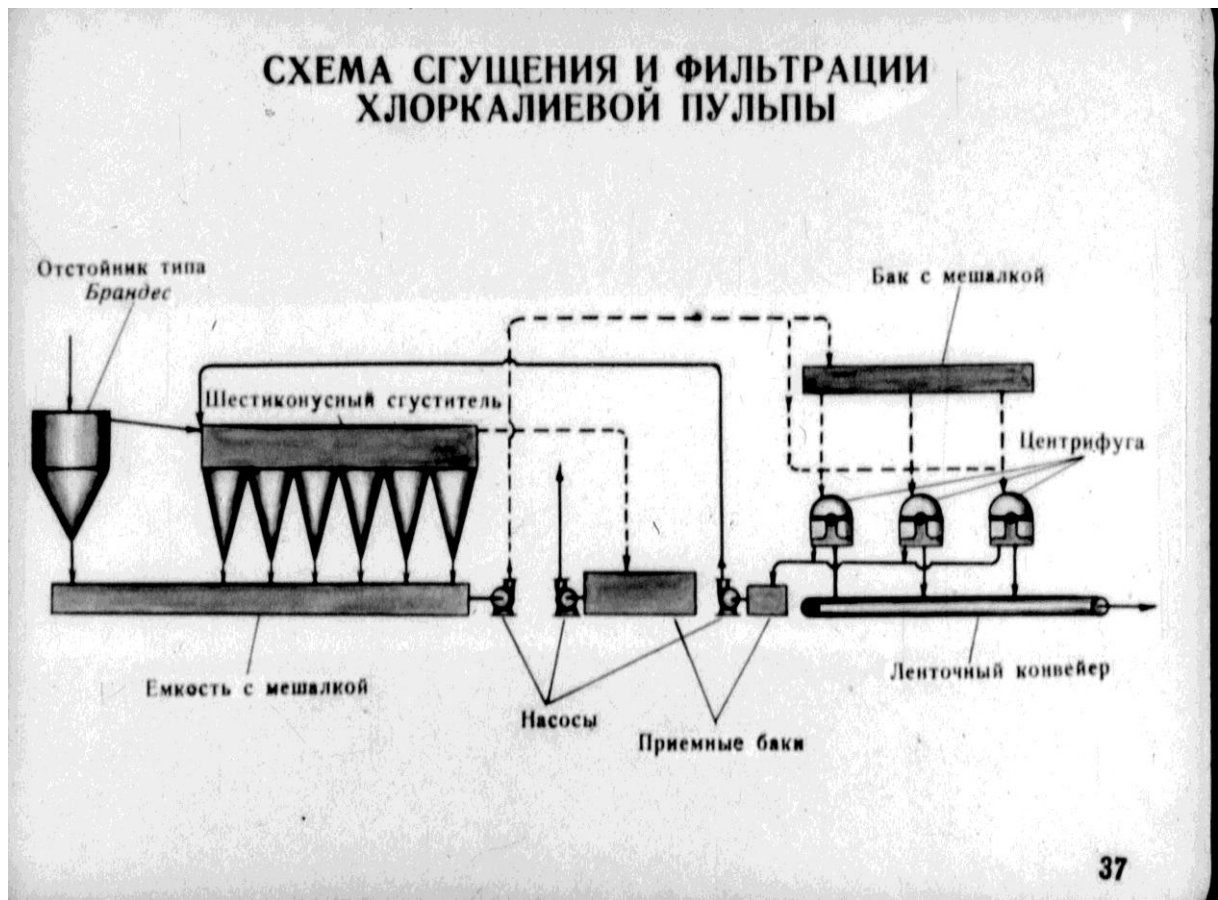 СХЕМА СГУЩЕНИЯ И ФИЛЬТРАЦИИ
ХЛОРКАЛИЕВОЙ ПУЛЬПЫ
Отстойник типа
Брандес
Бак с мешалкой
Шестиконусный сгуститель
Центрифуга
Емкость с мешалкой
Насосы
Приемные баки
Ленточный конвейер
37